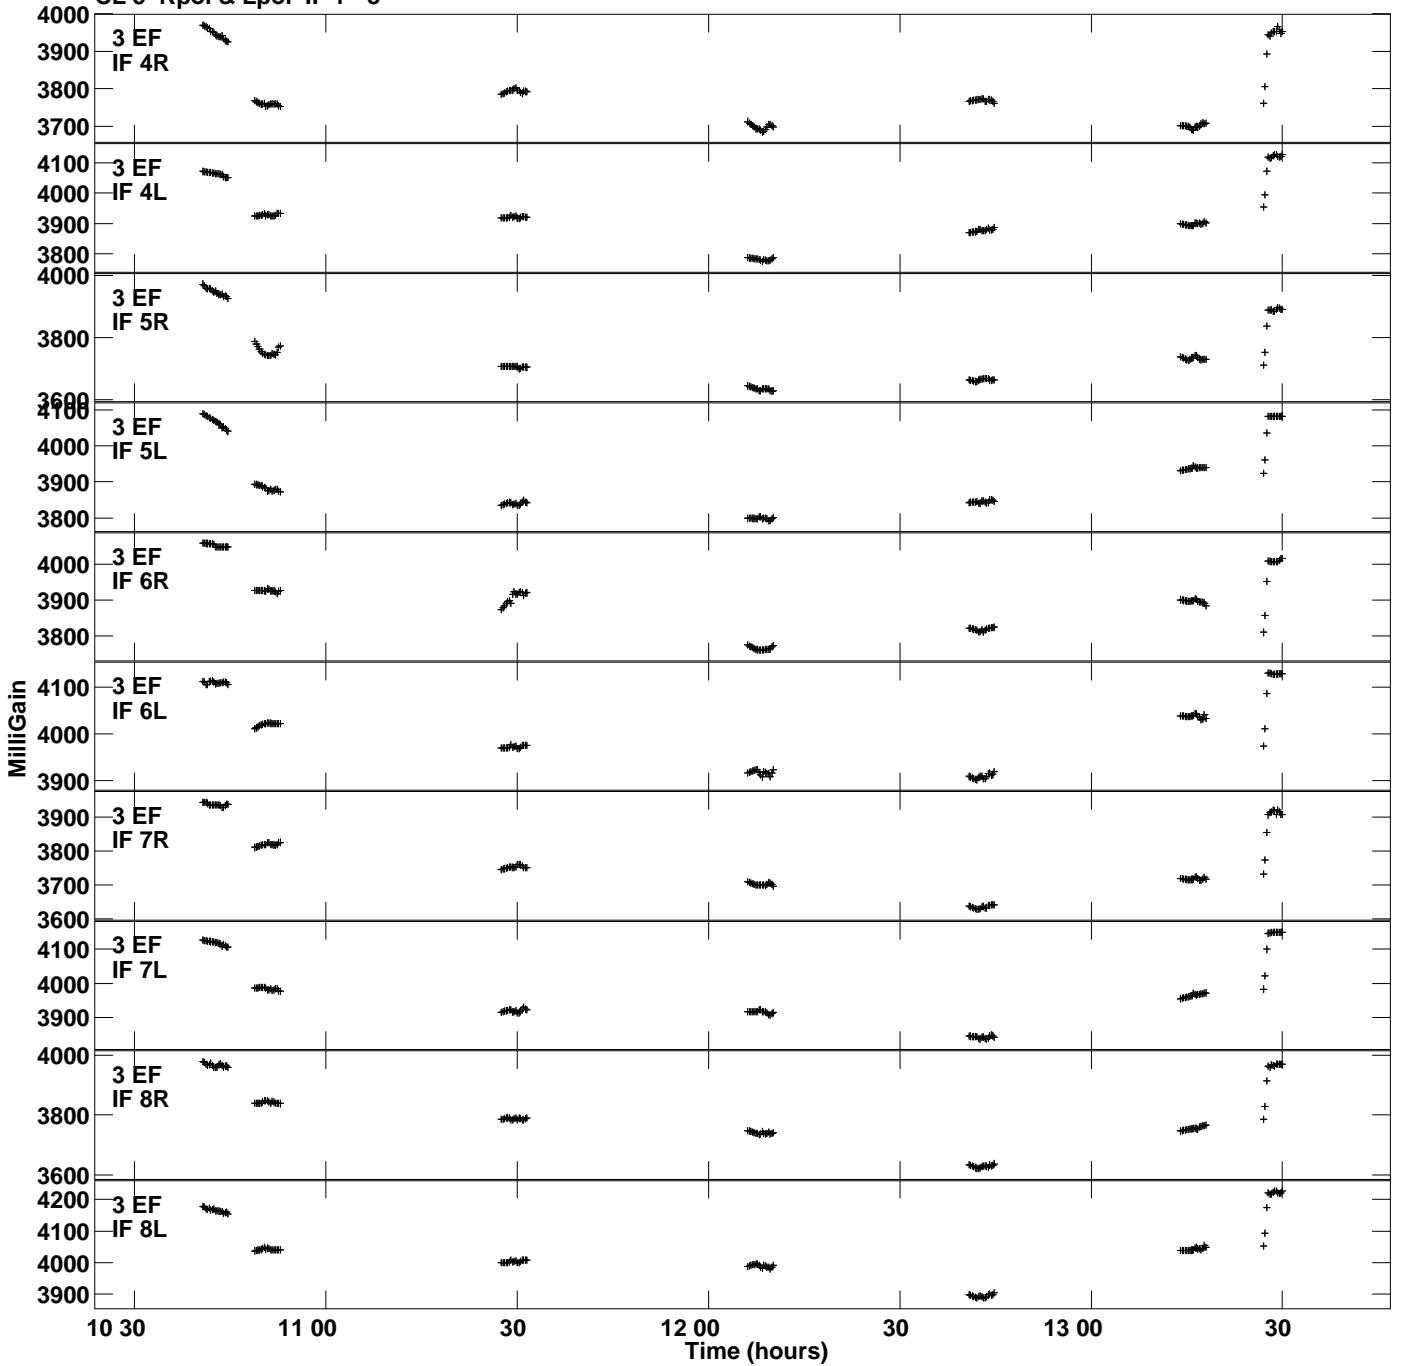 4000
3900
3800
3700
3 EF
IF 4R
4100
4000
3900
3800
3 EF
IF 4L
4000
3800
3600
3 EF
IF 5R
4100
4000
3900
3800
3 EF
IF 5L
4000
3900
3800
3 EF
IF 6R
4100
4000
3900
3 EF
IF 6L
MilliGain
3900
3800
3700
3600
3 EF
IF 7R
4100
4000
3900
3 EF
IF 7L
4000
3800
3600
3 EF
IF 8R
4200
4100
4000
3900
3 EF
IF 8L
10 30 11 00 30 12 00 30 13 00 30
Time (hours)